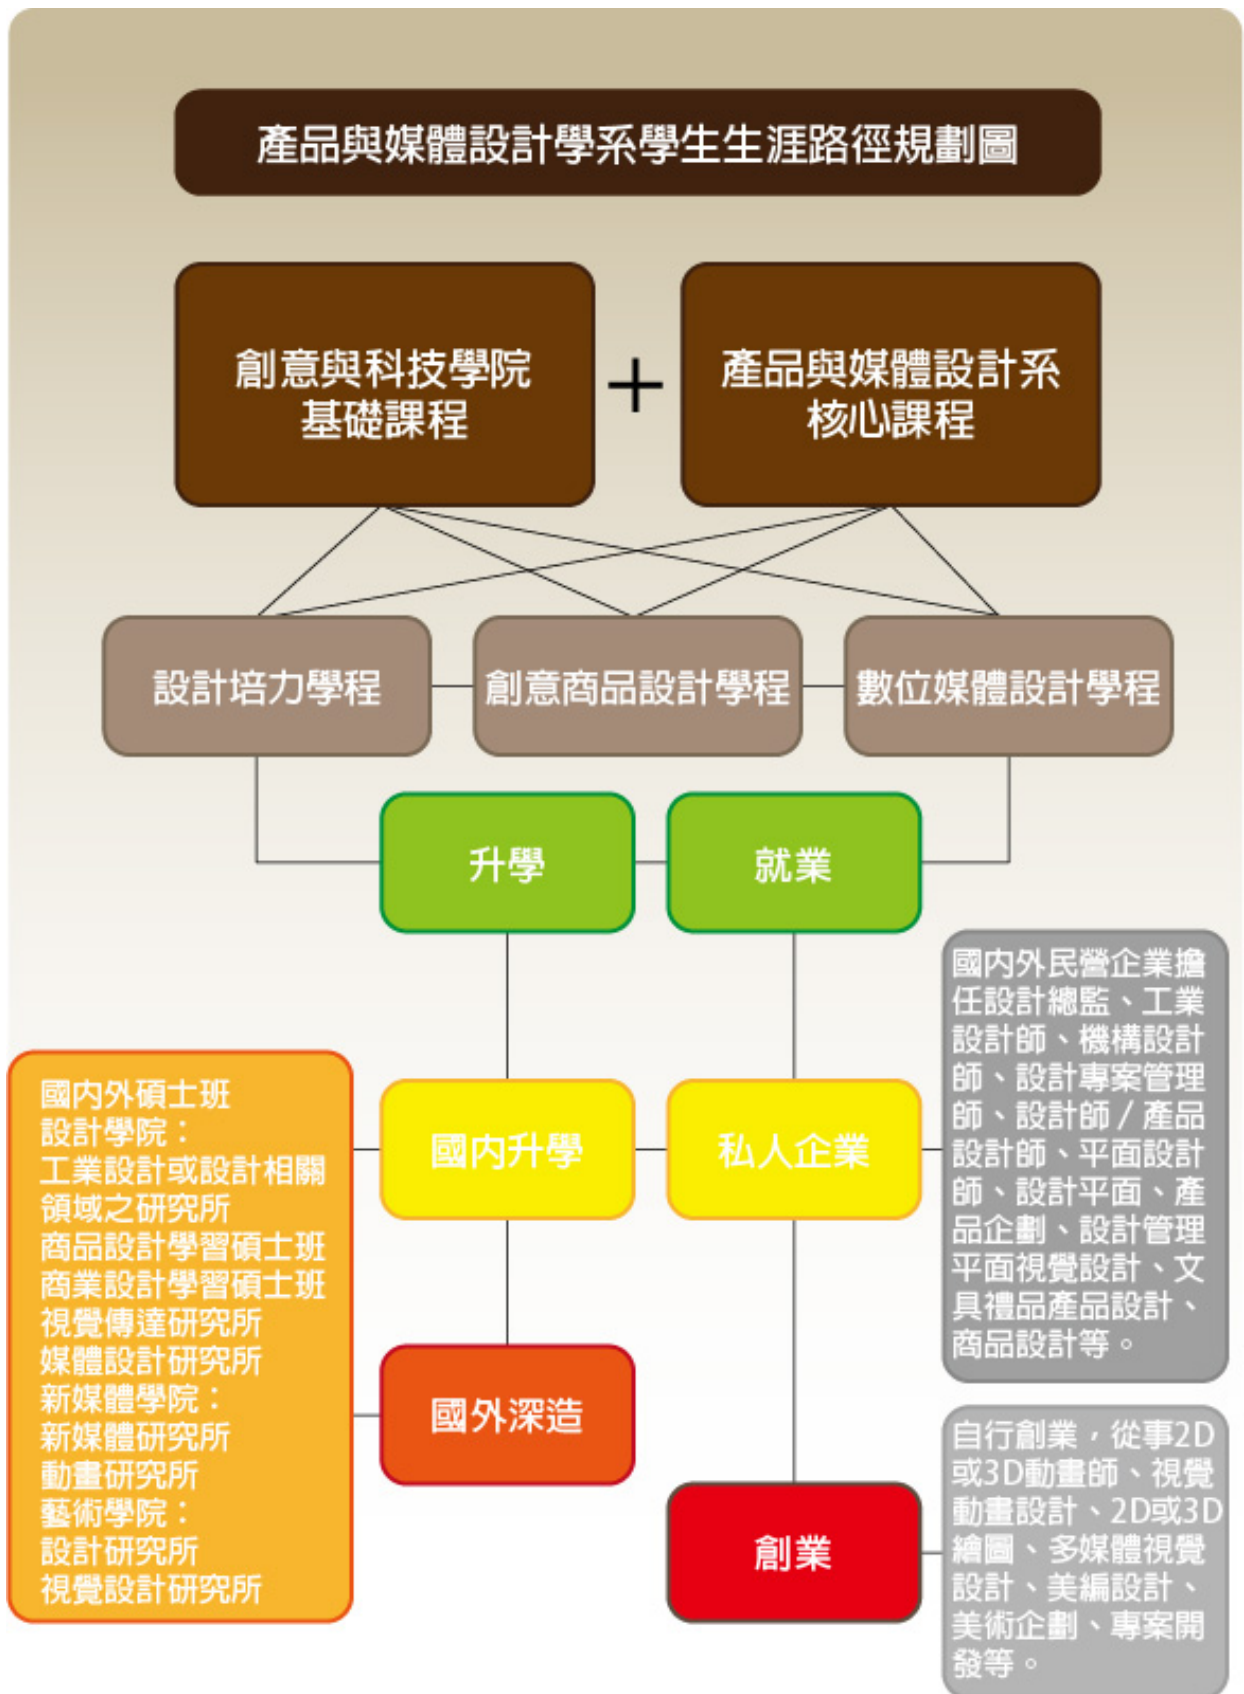 產品與媒體設計學系學生生涯路徑規劃圖
創意與科技學院
基礎課程
+
產品與媒體設計系
核心課程
設計培力學程
創意商品設計學程
數位媒體設計學程
升學
就業
國內升學
私人企業
國外深造
創業
國內外碩士班
設計學院：
工業設計或設計相關
領域之研究所
商品設計學習碩士班
商業設計學習碩士班
視覺傳達研究所
媒體設計研究所
新媒體學院：
新媒體研究所
動畫研究所
藝術學院：
設計研究所
視覺設計研究所
國內外民營企業擔
任設計總監、工業
設計師、機構設計
師、設計專案管理
師、設計師/產品
設計師、平面設計
師、設計平面、產
品企劃、設計管理
平面視覺設計、文
具禮品產品設計、
商品設計等。
自行創業，從事2D
或3D動畫師、視覺
動畫設計、2D或3D
繪圖、多媒體視覺
設計、美編設計、
美術企劃、專案開
發等。